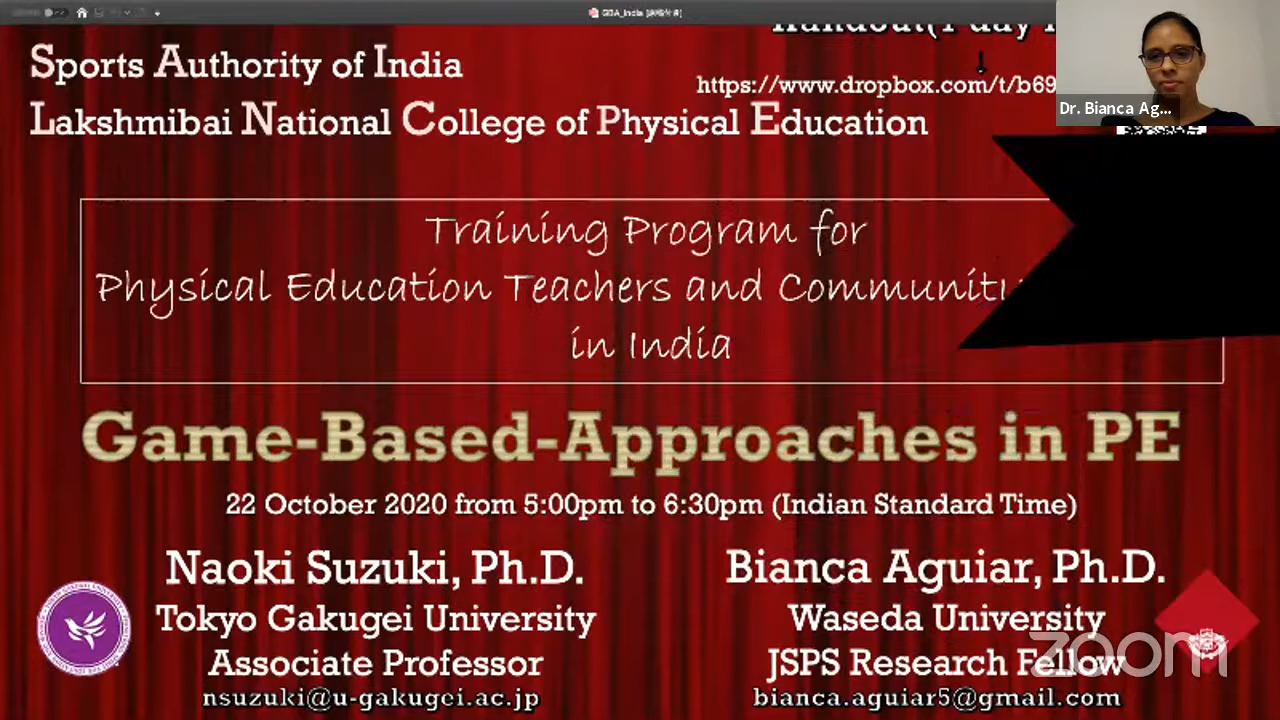 Sports Authority of India
https://www.dropbox.com/t/b69
Lakshmibai National College of Physical Education
Dr. Bianca Ag...
Training Program for
Physical Education Teachers and Community
in India
Game-Based-Approaches in PE
22 October 2020 from 5:00pm to 6:30pm (Indian Standard Time)
Naoki Suzuki, Ph.D.
Tokyo Gakugei University
Associate Professor
nsuzuki@u-gakugei.ac.jp
Bianca Aguiar, Ph.D.
Waseda University
JSPS Research Fellow
bianca.aguiar5@gmail.com
zoom